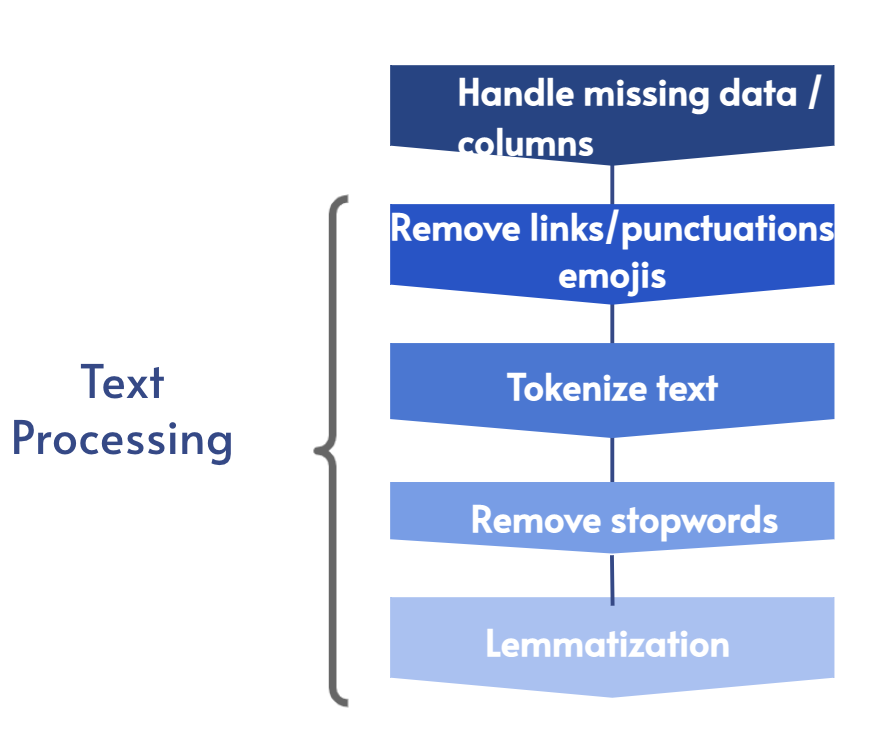 Handle missing data /
columns
Remove links/punctuations
emojis
Tokenize text
Text
Processing
Remove stopwords
Lemmatization